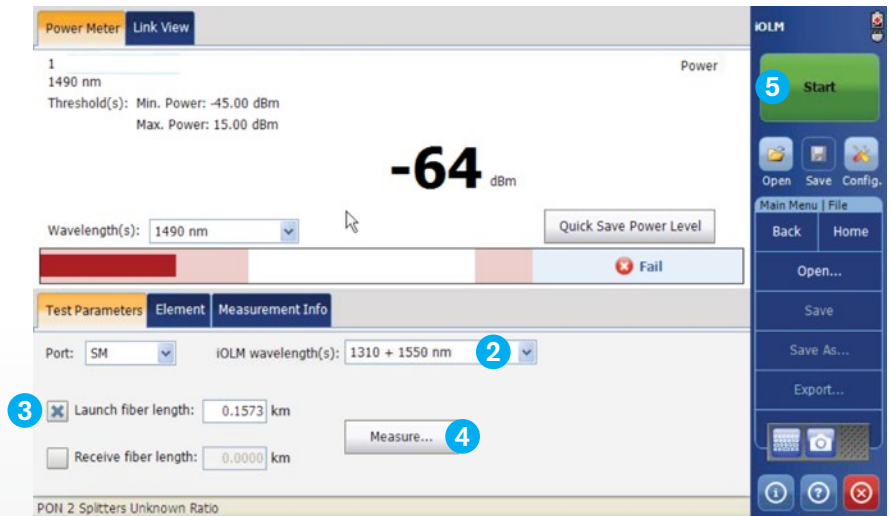 Power Meter Link View
1
1490 nm
Power
Threshold(s): Min. Power: -45.00 dBm
Max. Power: 15.00 dBm
-64 dBm
Wavelength(s): 1490 nm
Quick Save Power Level
Fail
Test Parameters Element Measurement Info
Port: SM iOLM wavelength(s): 1310 + 1550 nm 2
3 Launch fiber length: 0.1573 km
Measure... 4
Receive fiber length: 0.0000 km
PON 2 Splitters Unknown Ratio
iOLM
5 Start
Open Save Config.
Main Menu | File
Back Home
Open...
Save
Save As...
Export...